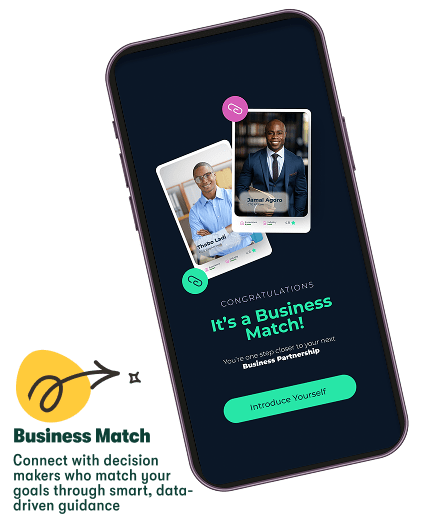 Jamal Agoro
Thabo Ladi
CONGRATULATIONS
It's a Business
Match!
You're one step closer to your next
Business Partnership
Introduce Yourself
Business Match
Connect with decision
makers who match your
goals through smart, data-
driven guidance